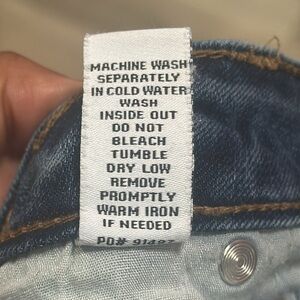 MACHINE WASH
SEPARATELY
IN COLD WATER
WASH
INSIDE OUT
DO NOT
BLEACH
TUMBLE
DRY LOW
REMOVE
PROMPTLY
WARM IRON
IF NEEDED
PO#